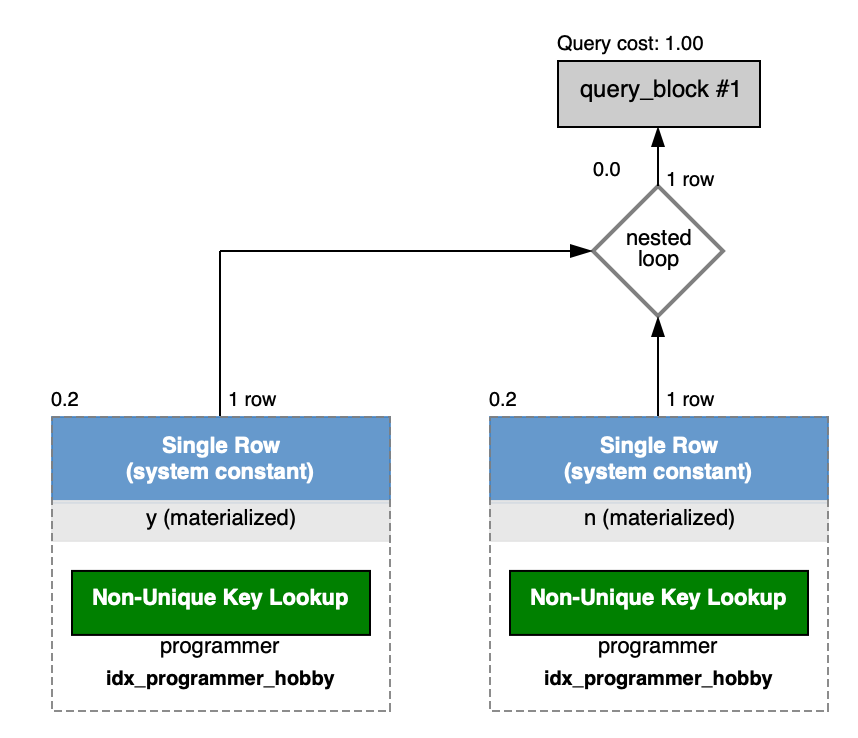 Query cost: 1.00
query_block #1
0.0
1 row
nested
loop
0.2
1 row
0.2
1 row
Single Row
(system constant)
Single Row
(system constant)
y (materialized)
n (materialized)
Non-Unique Key Lookup
Non-Unique Key Lookup
programmer
programmer
idx_programmer_hobby
idx_programmer_hobby